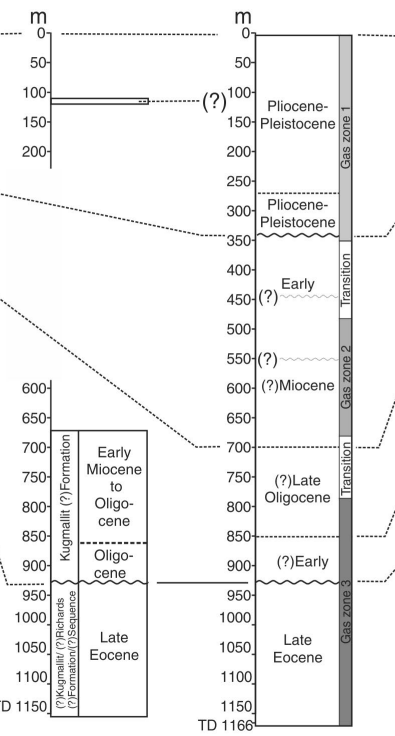 m
0
50
100
150
200
600
650
700
750
800
850
900
950
1000
1050
1100
TD 1150
Kugmallit (?)Formation
Early
Miocene
to
Oligo-
cene
Oligo-
cene
(?)Kugmallit/ (?)Richards
(?)Formation/(?)Sequence
Late
Eocene
(?)
m
0
50
100
150
200
250
300
350
400
450
500
550
600
650
700
750
800
850
900
950
1000
1050
1100
TD 1166
Pliocene-
Pleistocene
Pliocene-
Pleistocene
Early
(?)
(?)
(?)Miocene
(?)Late
Oligocene
(?)Early
Late
Eocene
Gas zone 1
Transition
Gas zone 2
Transition
Gas zone 3